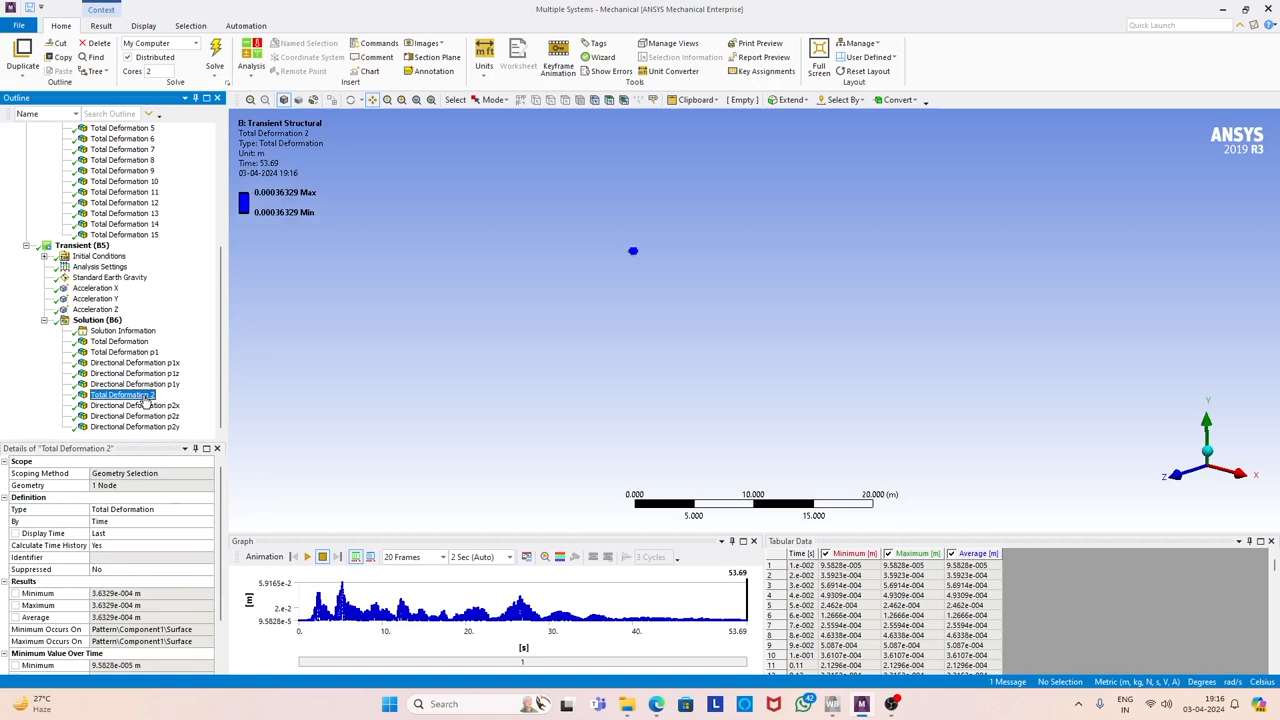 Context
Multiple Systems - Mechanical [ANSYS Mechanical Enterprise]
File Home Result Display Selection Automation
Quick Launch
Duplicate
Cut
Copy
Paste
Delete
Find
Tree
Outline
My Computer
Distributed
Cores 2
Solve
Solve
Analysis
Named Selection
Coordinate System
Remote Point
Commands
Comment
Chart
Images
Section Plane
Annotation
Insert
Units
Worksheet
Keyframe
Animation
Tags
Wizard
Show Errors
Manage Views
Selection Information
Unit Converter
Print Preview
Report Preview
Key Assignments
Tools
Full
Screen
Manage
User Defined
Reset Layout
Layout
Outline
Name
Search Outline
Select Mode Clipboard [ Empty ] Extend Select By Convert
Total Deformation 5
Total Deformation 6
Total Deformation 7
Total Deformation 8
Total Deformation 9
Total Deformation 10
Total Deformation 11
Total Deformation 12
Total Deformation 13
Total Deformation 14
Total Deformation 15
Transient (B5)
Initial Conditions
Analysis Settings
Standard Earth Gravity
Acceleration X
Acceleration Y
Acceleration Z
Solution (B6)
Solution Information
Total Deformation
Total Deformation p1
Directional Deformation p1x
Directional Deformation p1z
Directional Deformation p1y
Total Deformation 2
Directional Deformation p2x
Directional Deformation p2z
Directional Deformation p2y
B: Transient Structural
Total Deformation 2
Type: Total Deformation
Unit: m
Time: 53.69
03-04-2024 19:16
0.00036329 Max
0.00036329 Min
ANSYS
2019 R3
Y
Z
X
0.000 10.000 20.000 (m)
5.000 15.000
Details of "Total Deformation 2"
Scope
Scoping Method Geometry Selection
Geometry 1 Node
Definition
Type Total Deformation
By Time
Display Time Last
Calculate Time History Yes
Identifier
Suppressed No
Results
Minimum 3.6329e-004 m
Maximum 3.6329e-004 m
Average 3.6329e-004 m
Minimum Occurs On Pattern\Component1\Surface
Maximum Occurs On Pattern\Component1\Surface
Minimum Value Over Time
Minimum 9.5828e-005 m
Graph
Animation 20 Frames 2 Sec (Auto) 3 Cycles
53.69
5.9165e-2
[m]
2.e-2
9.5828e-5
0. 10. 20. 30. 40. 53.69
[s]
1
Tabular Data
Time [s] Minimum [m] Maximum [m] Average [m]
1 1.e-002 9.5828e-005 9.5828e-005 9.5828e-005
2 2.e-002 3.5923e-004 3.5923e-004 3.5923e-004
3 3.e-002 5.6914e-004 5.6914e-004 5.6914e-004
4 4.e-002 4.9309e-004 4.9309e-004 4.9309e-004
5 5.e-002 2.462e-004 2.462e-004 2.462e-004
6 6.e-002 1.2666e-004 1.2666e-004 1.2666e-004
7 7.e-002 2.5594e-004 2.5594e-004 2.5594e-004
8 8.e-002 4.6338e-004 4.6338e-004 4.6338e-004
9 9.e-002 5.087e-004 5.087e-004 5.087e-004
10 1.e-001 3.6107e-004 3.6107e-004 3.6107e-004
11 0.11 2.1296e-004 2.1296e-004 2.1296e-004
1 Message No Selection Metric (m, kg, N, s, V, A) Degrees rad/s Celsius
27°C
Haze
Search
42
ENG
IN
19:16
03-04-2024